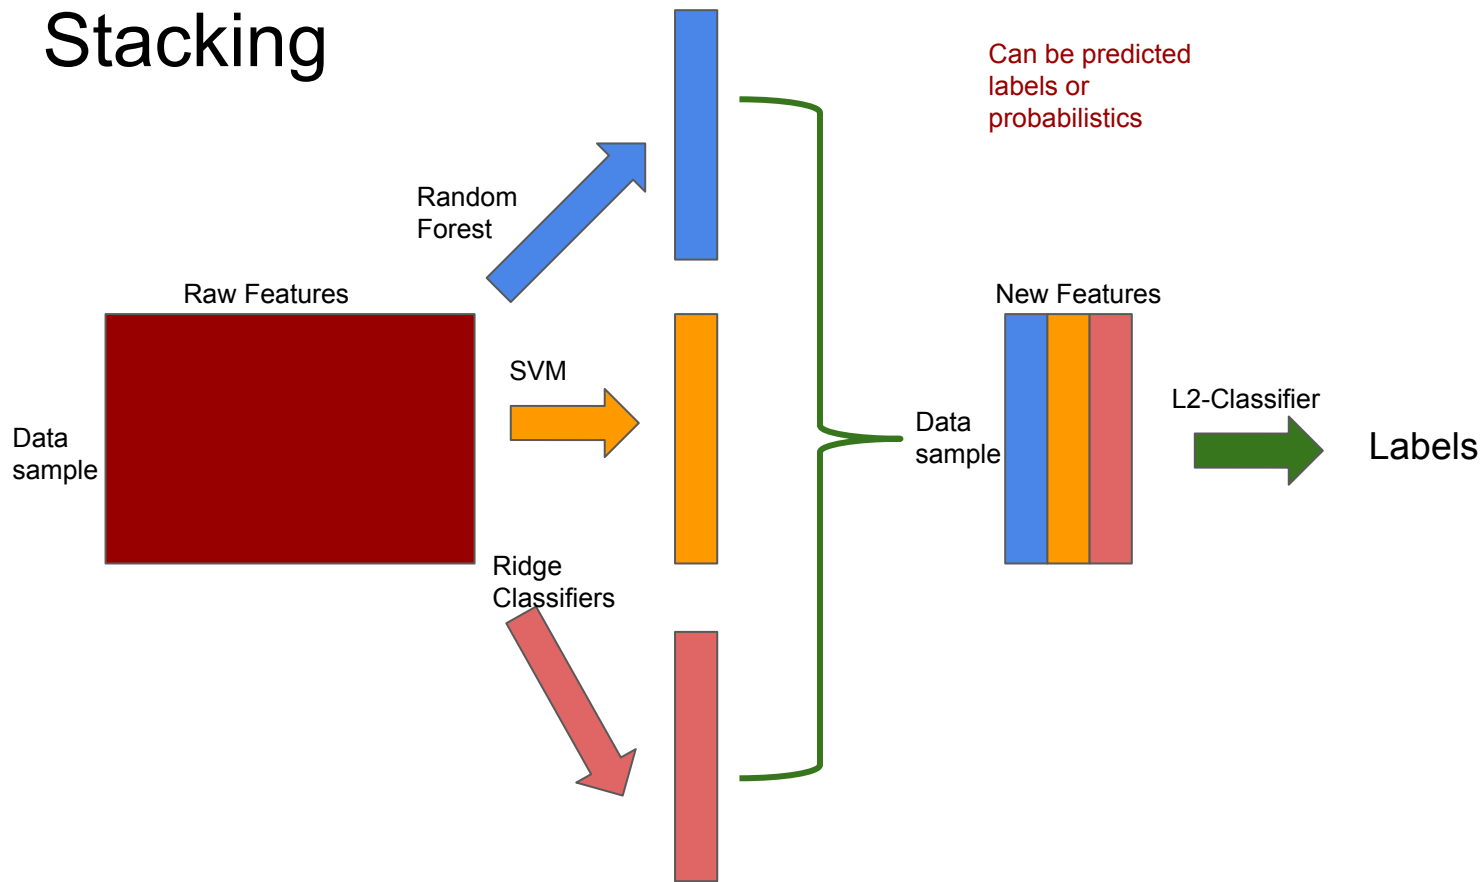 Stacking
Can be predicted
labels or
probabilistics
Random
Forest
Raw Features
New Features
SVM
L2-Classifier
Data
sample
Data
sample
Labels
Ridge
Classifiers